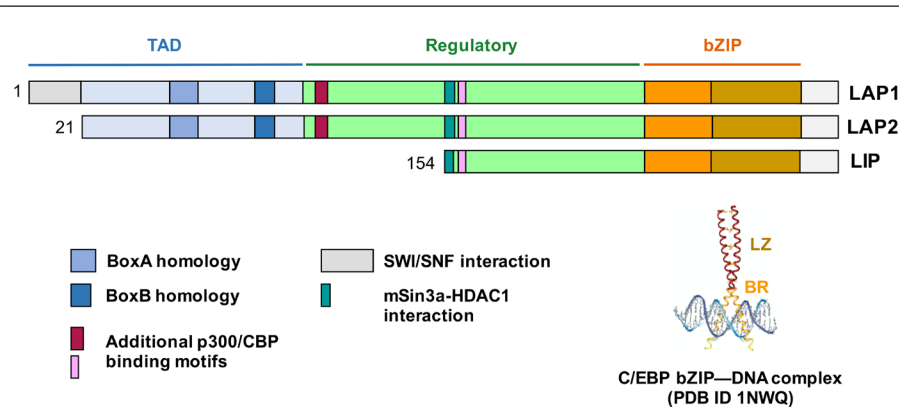 TAD
Regulatory
bZIP
1
LAP1
21
LAP2
154
LIP
BoxA homology
BoxB homology
Additional p300/CBP
binding motifs
SWI/SNF interaction
mSin3a-HDAC1
interaction
LZ
BR
C/EBP bZIP—DNA complex
(PDB ID 1NWQ)